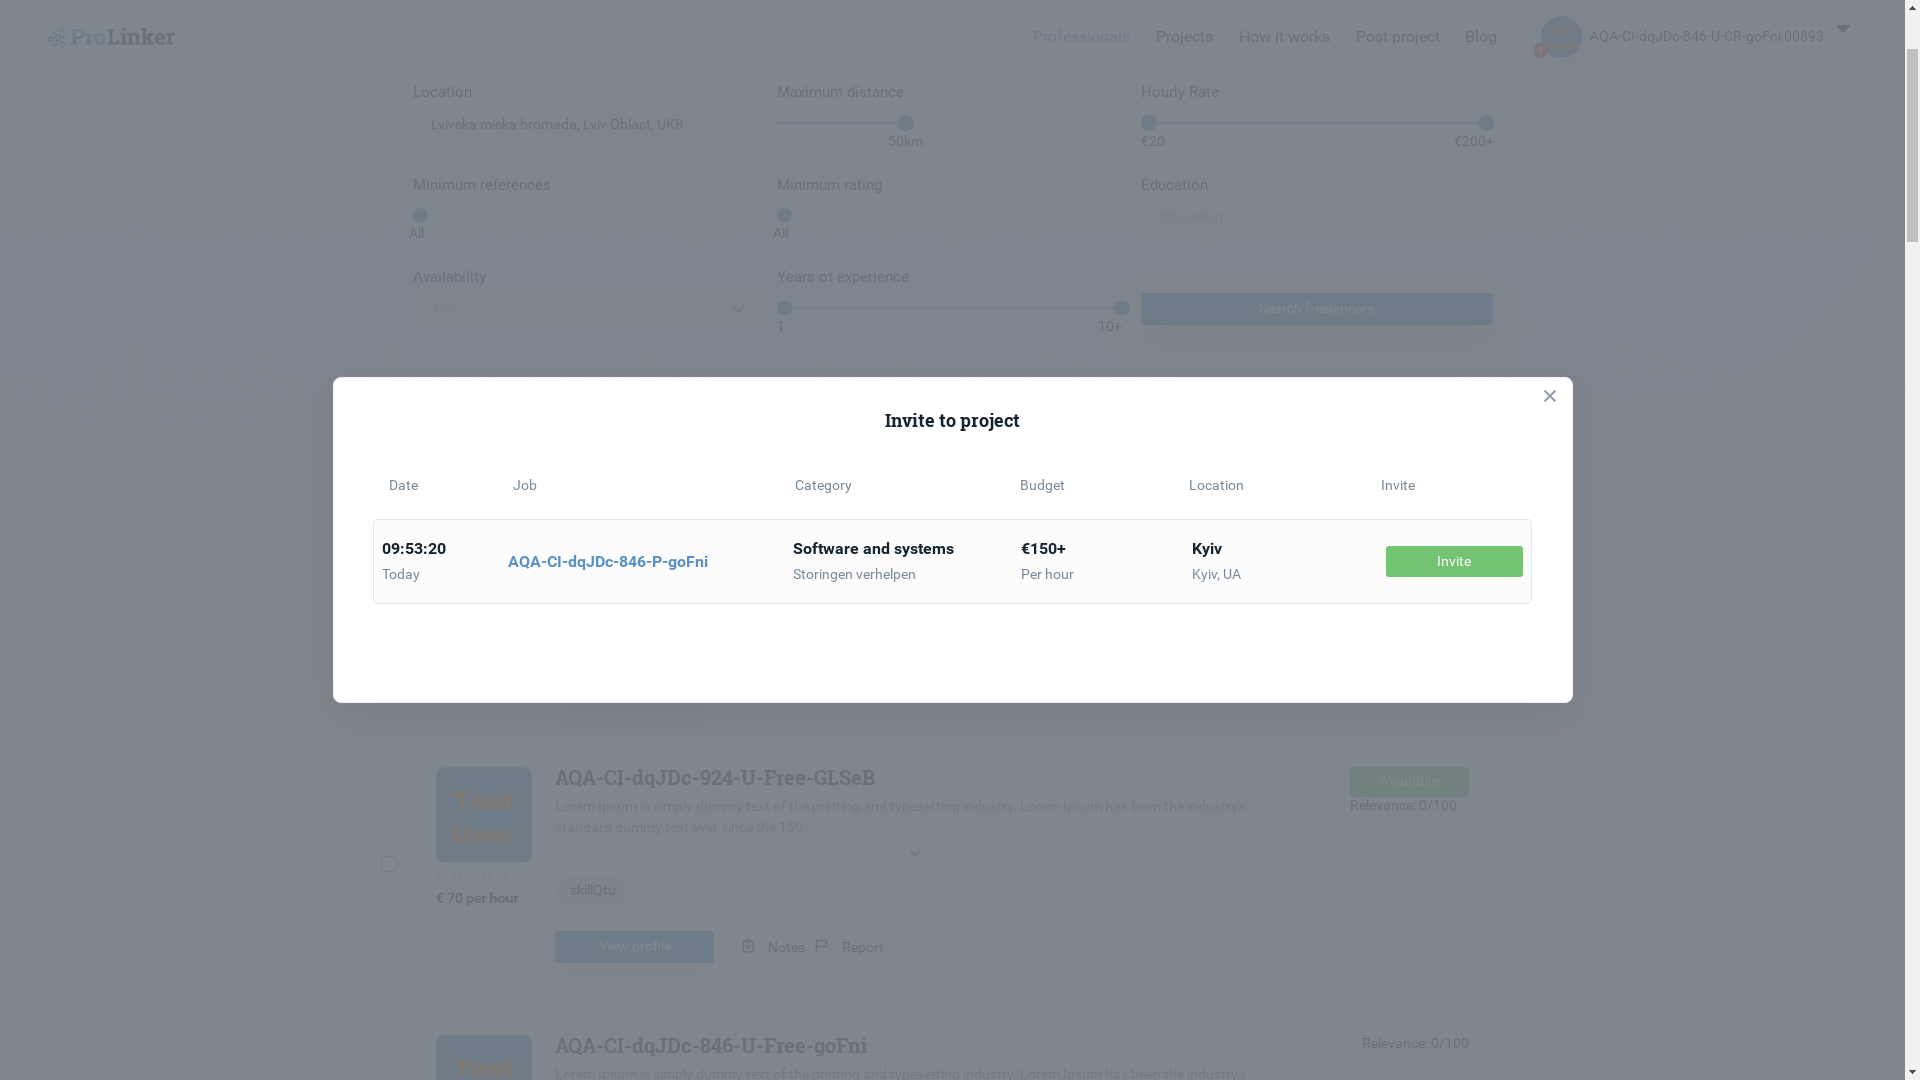 ProLinker
Professionals Projects How it works Post project Blog
AQA-CI-dqJDc-846-U-CR-goFni 00893
Location Maximum distance Hourly Rate
Lvivska miska hromada, Lviv Oblast, UKR
50km €20 €200+
Minimum references Minimum rating Education
Education
All All
Availability Years of experience
Any Search freelancers
1 10+
Invite to project
Date Job Category Budget Location Invite
09:53:20 Software and systems €150+ Kyiv
AQA-CI-dqJDc-846-P-goFni Invite
Today Storingen verhelpen Per hour Kyiv, UA
AQA-CI-dqJDc-924-U-Free-GLSeB
Available
Test
User
Lorem Ipsum is simply dummy text of the printing and typesetting industry. Lorem Ipsum has been the industry's
Relevance: 0/100
standard dummy text ever since the 150...
€ 70 per hour
skillQtu
View profile Notes Report
AQA-CI-dqJDc-846-U-Free-goFni
Relevance: 0/100
Test
Lorem Ipsum is simply dummy text of the printing and typesetting industry. Lorem Ipsum has been the industry's